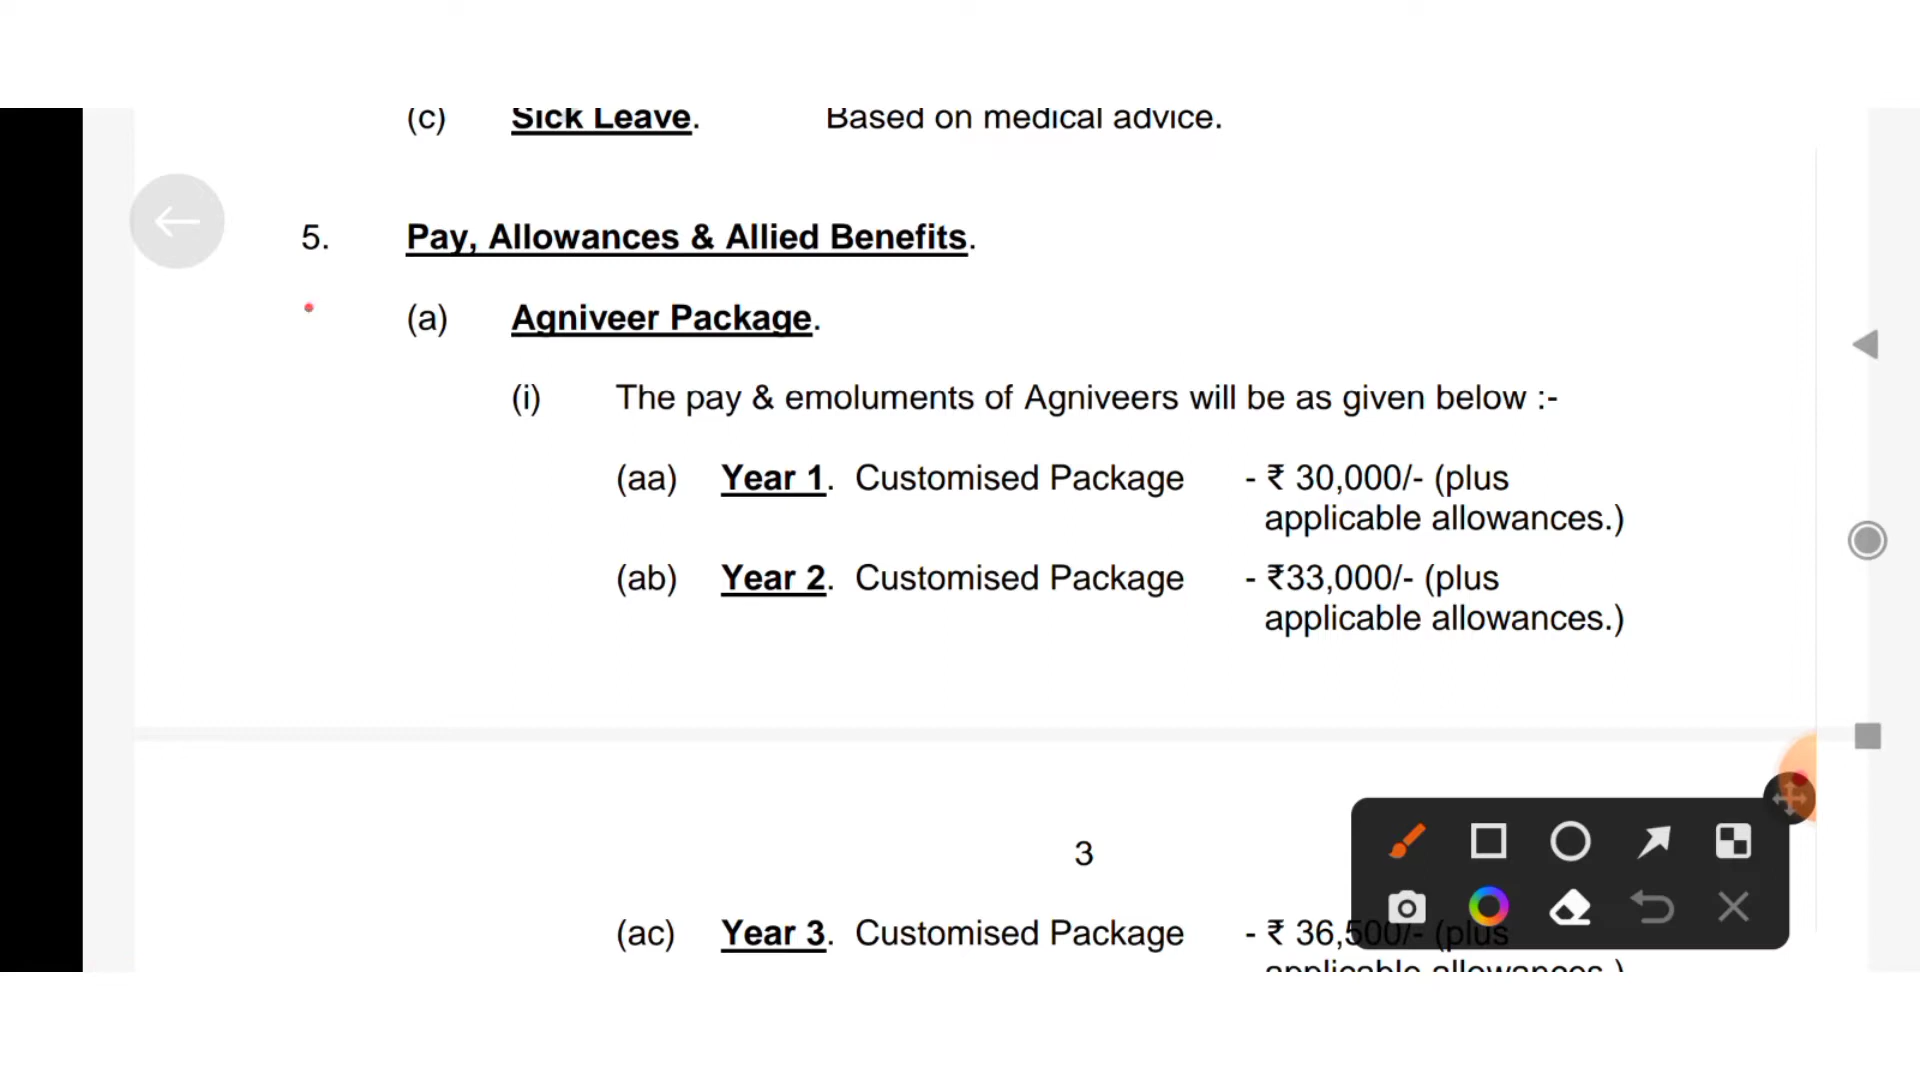 (c) Sick Leave. Based on medical advice.
5. Pay, Allowances & Allied Benefits.
(a) Agniveer Package.
(i) The pay & emoluments of Agniveers will be as given below :-
(aa) Year 1. Customised Package - ₹ 30,000/- (plus
applicable allowances.)
(ab) Year 2. Customised Package - ₹33,000/- (plus
applicable allowances.)
3
(ac) Year 3. Customised Package - ₹ 36,500/- (plus
applicable allowances.)